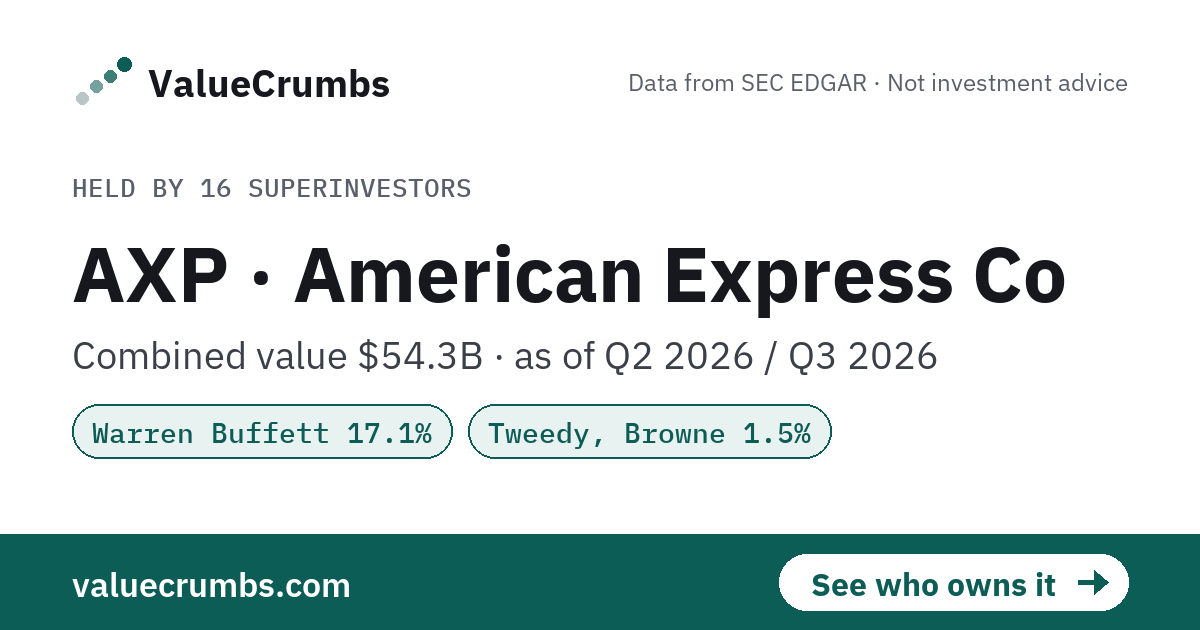 ValueCrumbs
Data from SEC EDGAR · Not investment advice
HELD BY 16 SUPERINVESTORS
AXP · American Express Co
Combined value $54.3B · as of Q2 2026 / Q3 2026
Warren Buffett 17.1%
Tweedy, Browne 1.5%
valuecrumbs.com
See who owns it →